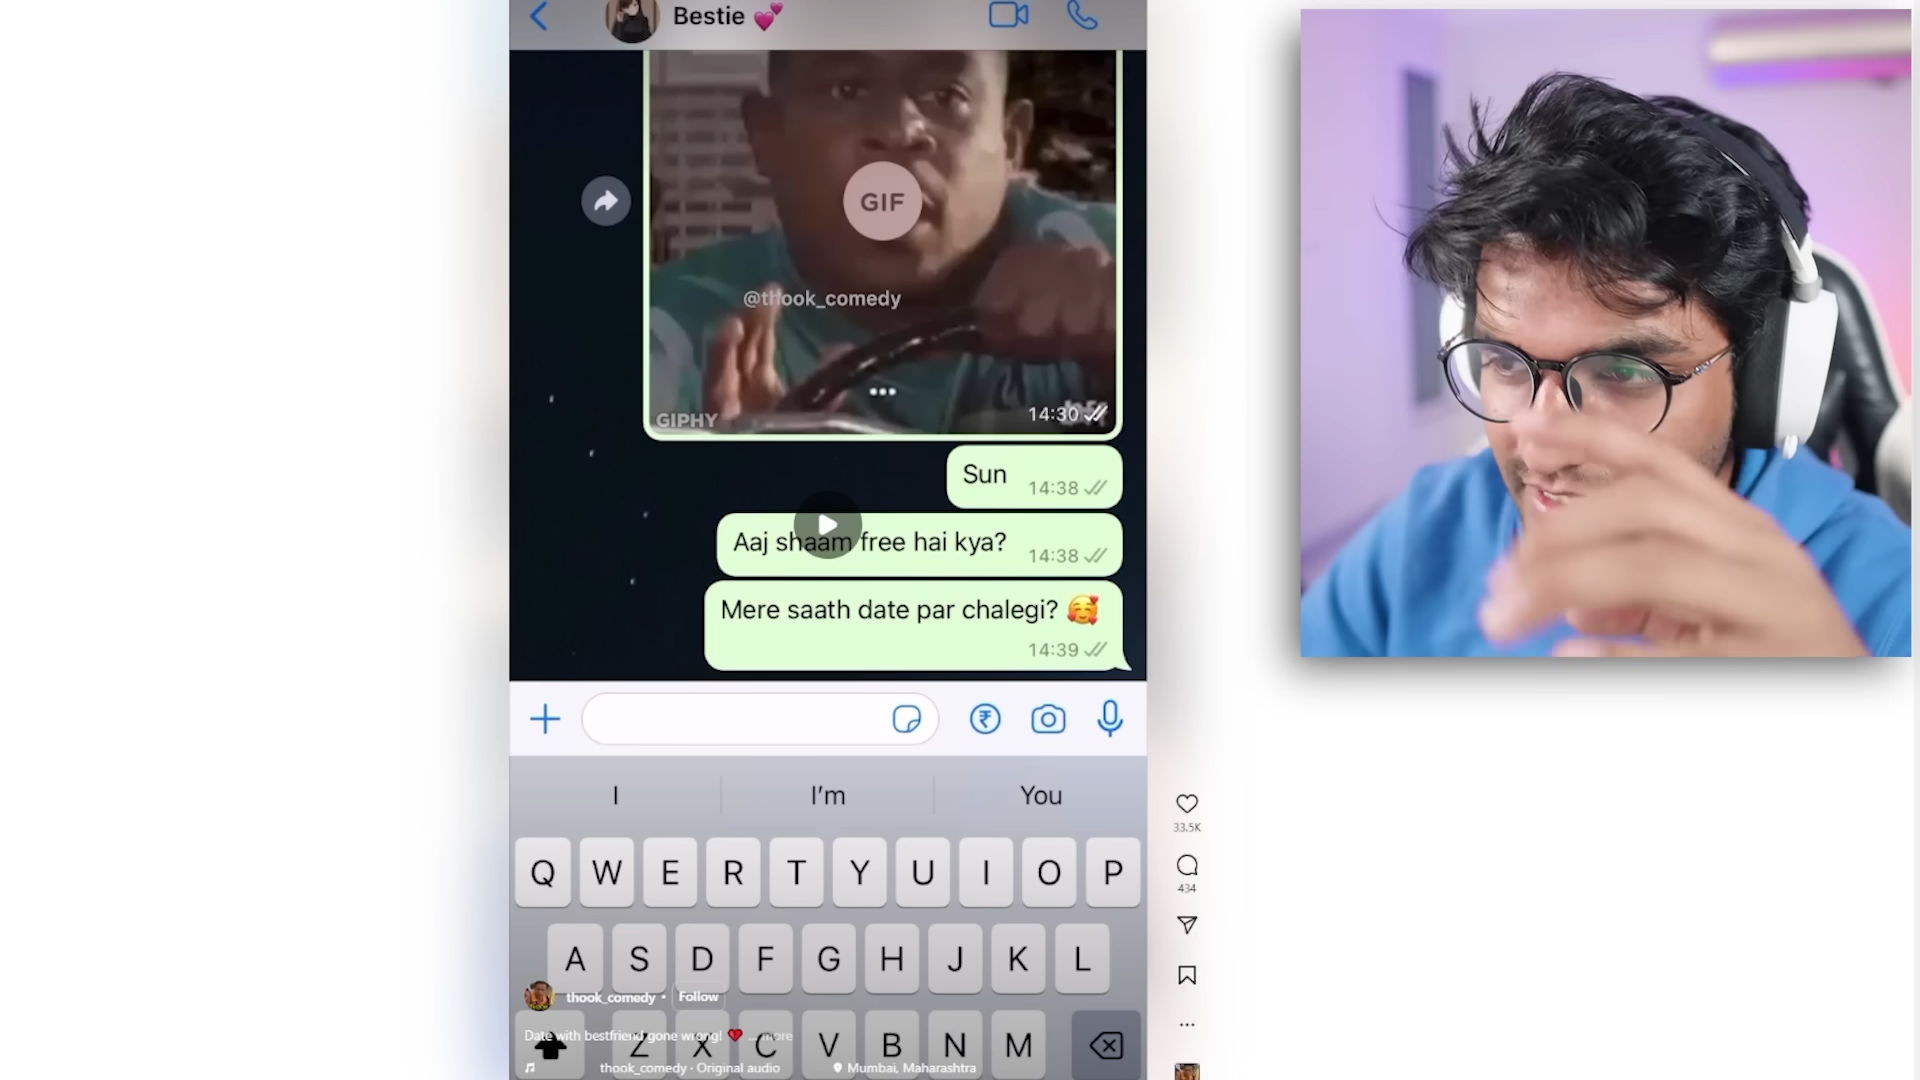 Bestie 💕
GIF
@thook_comedy
GIPHY
14:30
Sun
14:38
Aaj shaam free hai kya?
14:38
Mere saath date par chalegi? 🥰
14:39
I
I'm
You
Q W E R T Y U I O P
A S D F G H J K L
Z X C V B N M
thook_comedy • Follow
Date with bestfriend gone wrong! 💔 ... more
thook_comedy · Original audio
Mumbai, Maharashtra
33.5K
434